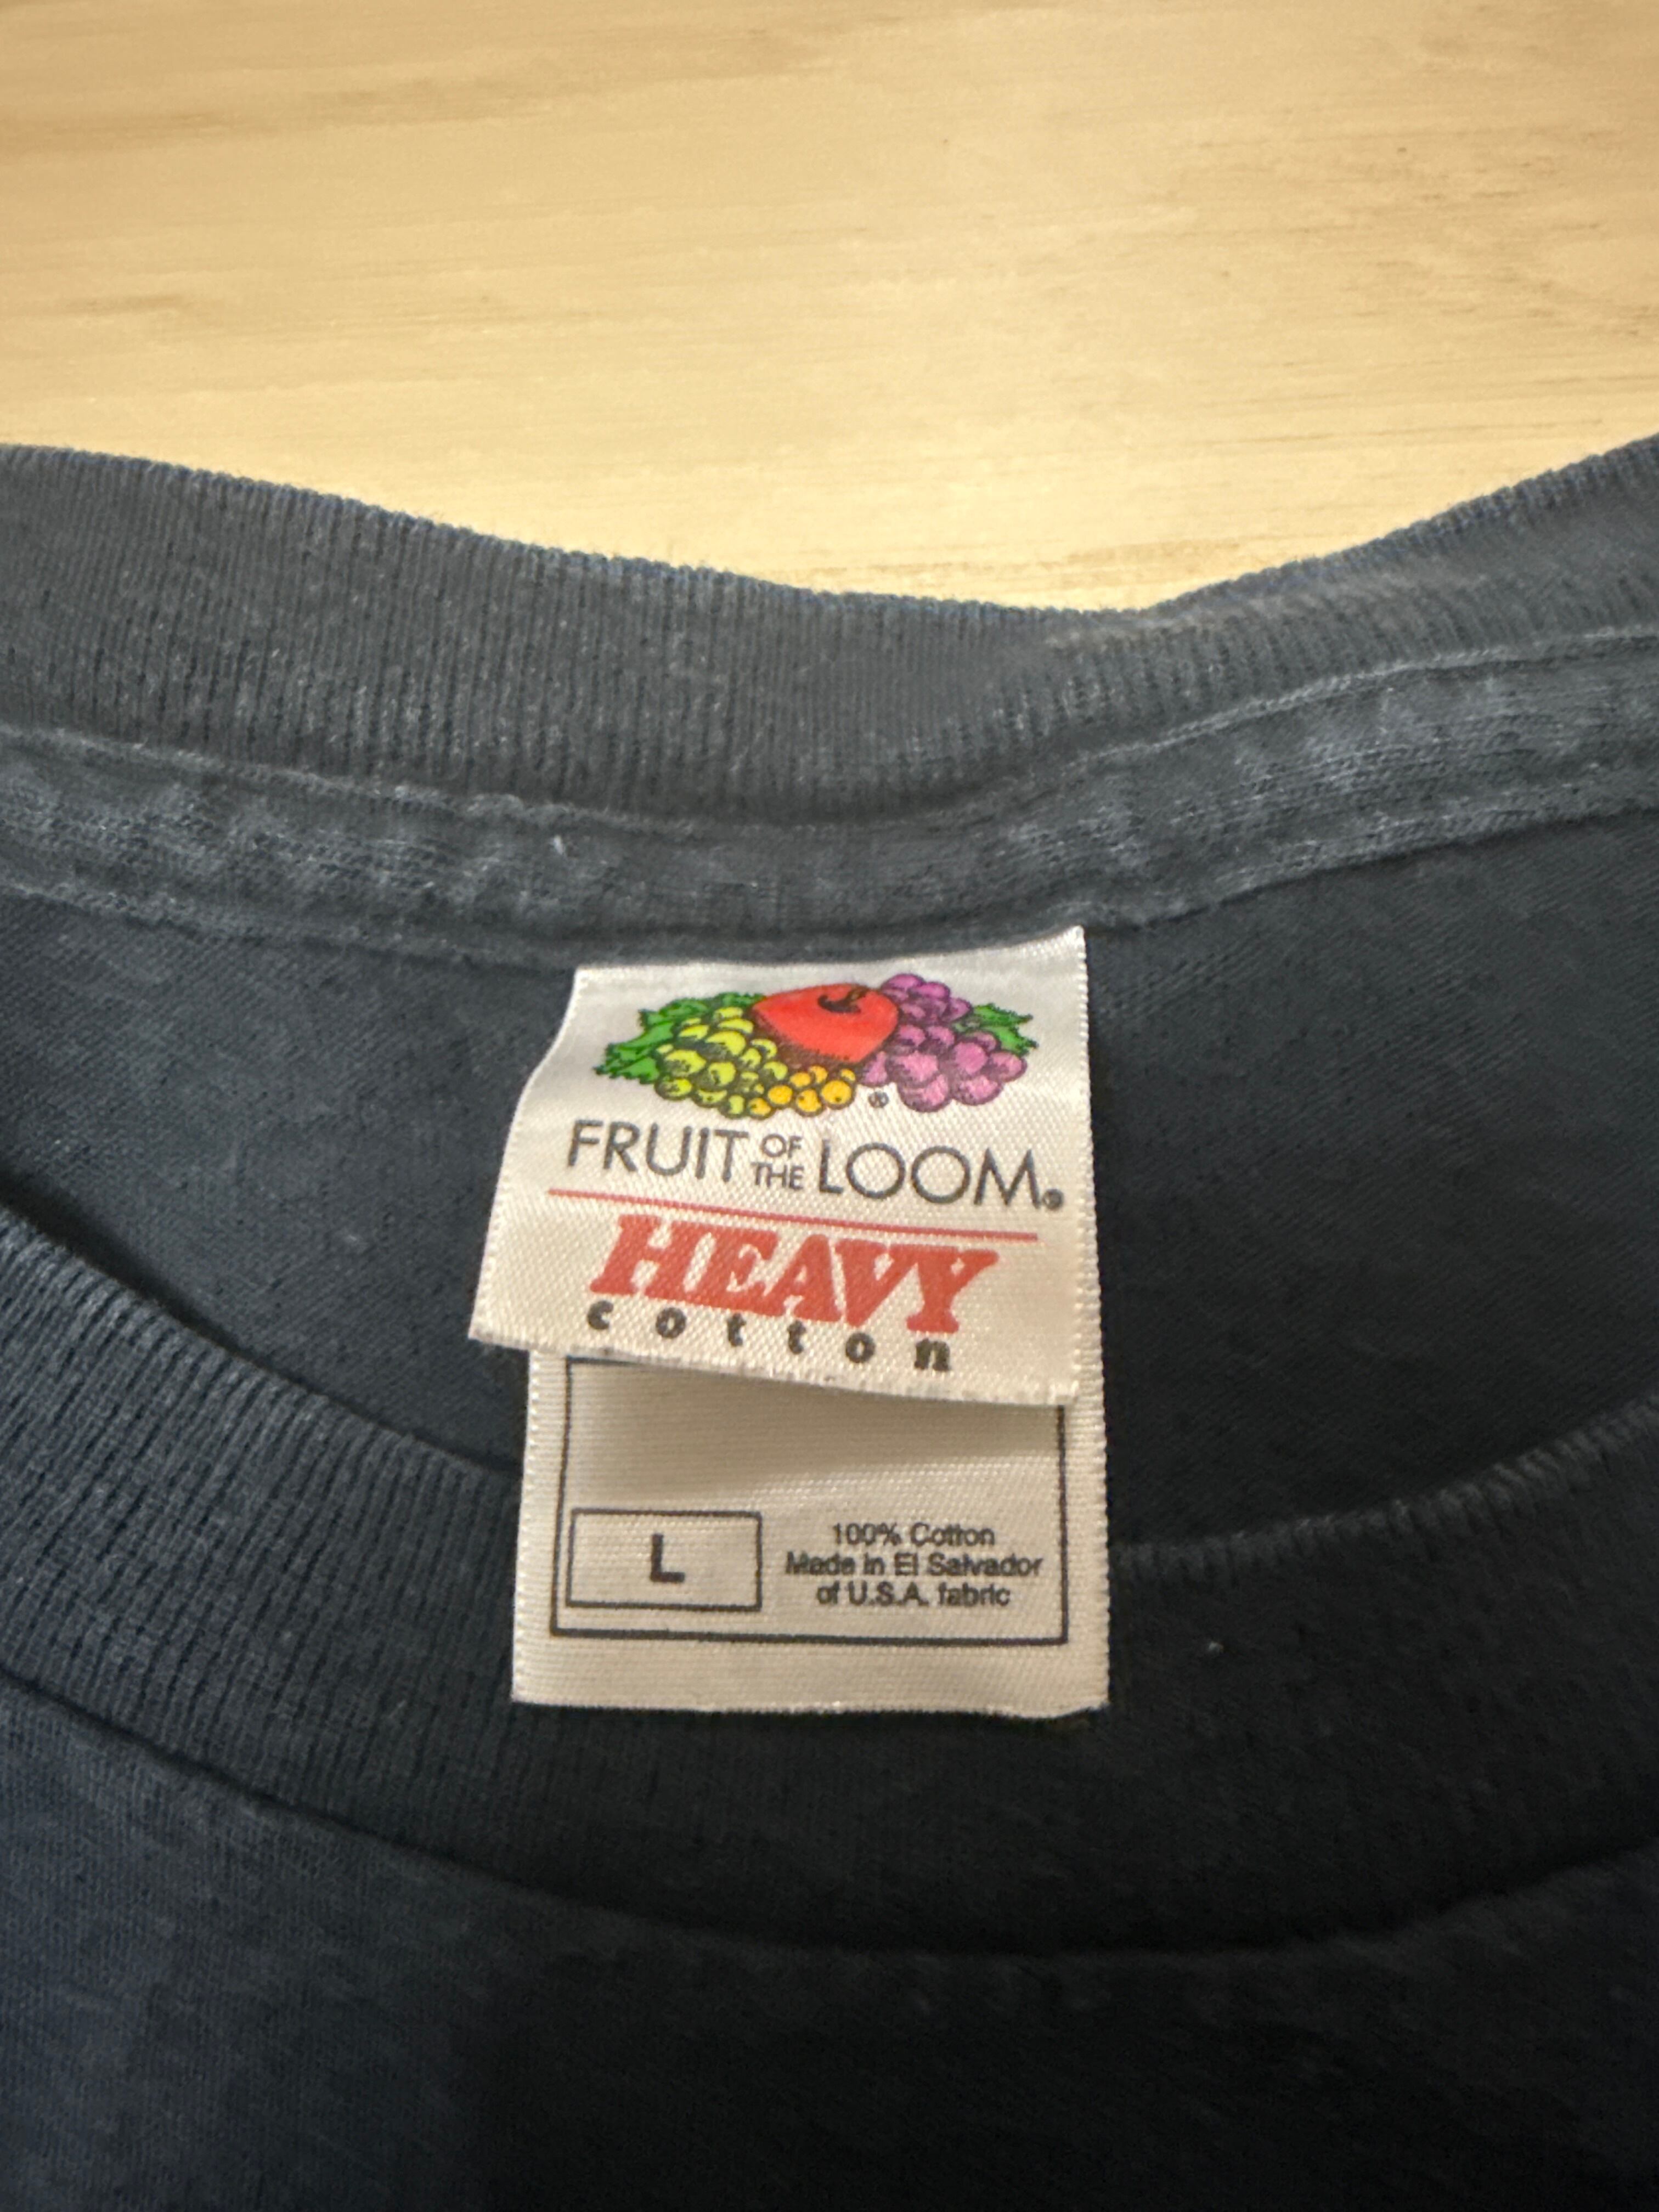 ®
FRUIT OF THE LOOM®
HEAVY
cotton
L
100% Cotton
Made in El Salvador
of U.S.A. fabric